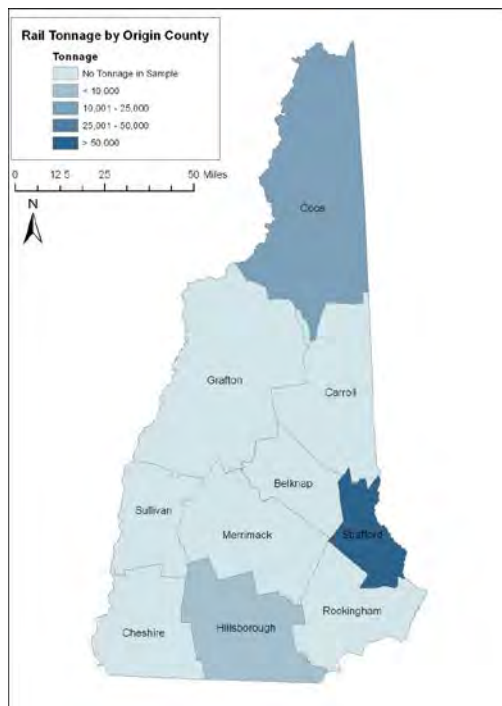 Rail Tonnage by Origin County
Tonnage
No Tonnage in Sample
< 10,000
10,001 - 25,000
25,001 - 50,000
> 50,000
0 12.5 25 50 Miles
N
Coos
Grafton
Carroll
Belknap
Sullivan
Merrimack
Strafford
Rockingham
Cheshire
Hillsborough